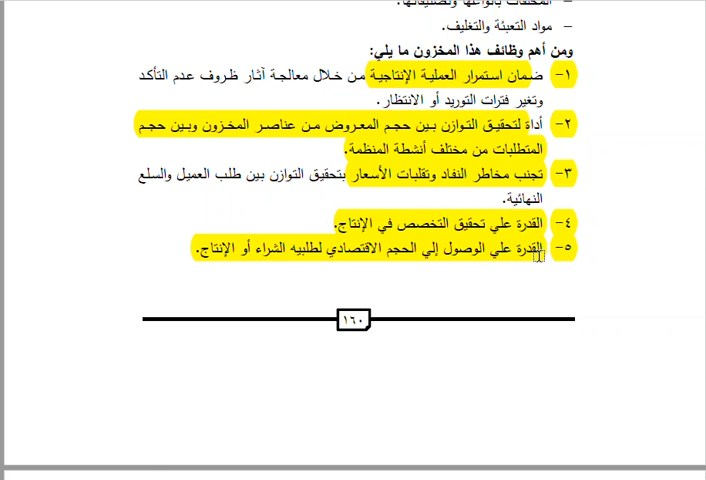 – المخلفات بأنواعها وتصنيفاتها.
– مواد التعبئة والتغليف.
ومن أهم وظائف هذا المخزون ما يلي:
١– ضمان استمرار العملية الإنتاجية من خلال معالجة آثار ظروف عدم التأكد
وتغير فترات التوريد أو الانتظار.
٢– أداة لتحقيق التوازن بين حجم المعروض من عناصر المخزون وبين حجم
المتطلبات من مختلف أنشطة المنظمة.
٣– تجنب مخاطر النفاد وتقلبات الأسعار بتحقيق التوازن بين طلب العميل والسلع
النهائية.
٤– القدرة علي تحقيق التخصص في الإنتاج.
٥– القدرة علي الوصول إلي الحجم الاقتصادي لطلبيه الشراء أو الإنتاج.
١٦٠